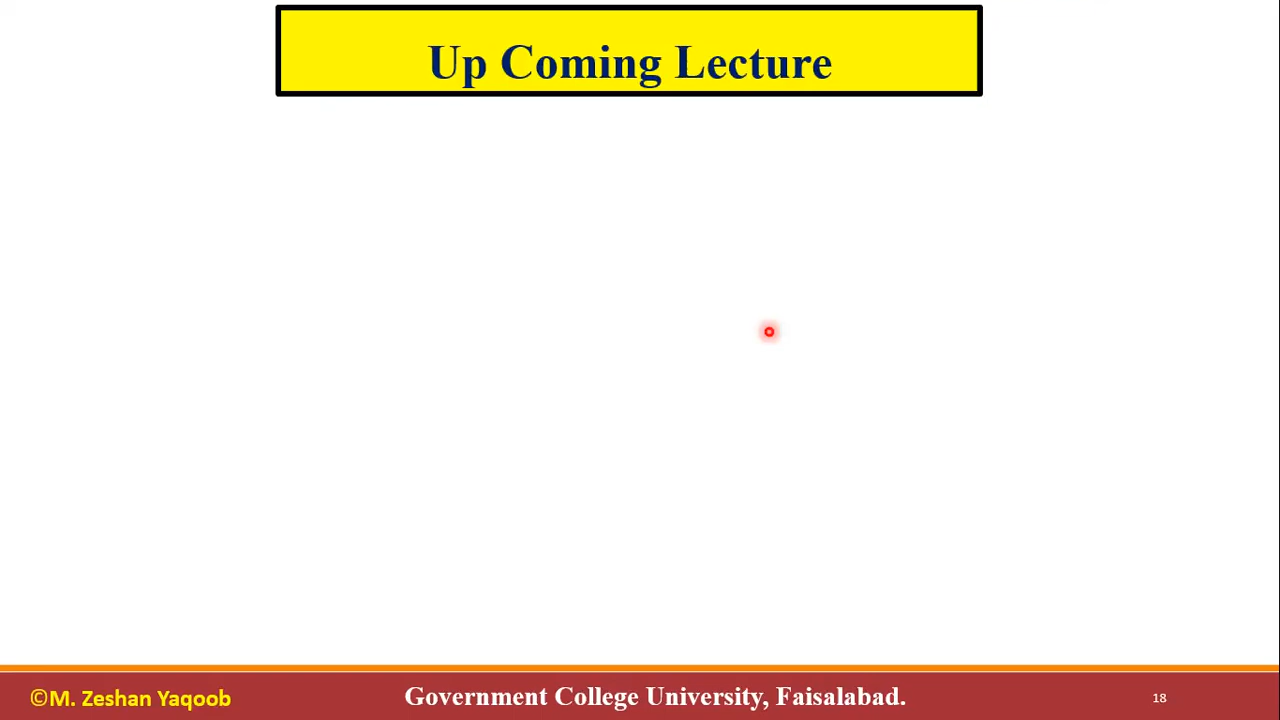 Up Coming Lecture
©M. Zeshan Yaqoob
Government College University, Faisalabad.
18